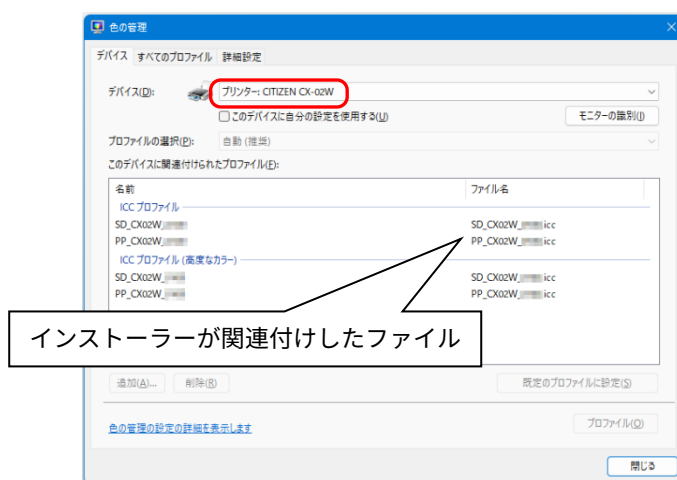 色の管理
デバイス すべてのプロファイル 詳細設定
デバイス(D): プリンター: CITIZEN CX-02W
このデバイスに自分の設定を使用する(U) モニターの識別(I)
プロファイルの選択(P): 自動 (推奨)
このデバイスに関連付けられたプロファイル(F):
名前 ファイル名
ICC プロファイル
SD_CX02W_ SD_CX02W_ icc
PP_CX02W_ PP_CX02W_ icc
ICC プロファイル (高度なカラー)
SD_CX02W_ SD_CX02W_ icc
PP_CX02W_ PP_CX02W_ icc
インストーラーが関連付けしたファイル
追加(A)... 削除(R) 既定のプロファイルに設定(S)
色の管理の設定の詳細を表示します プロファイル(O)
閉じる